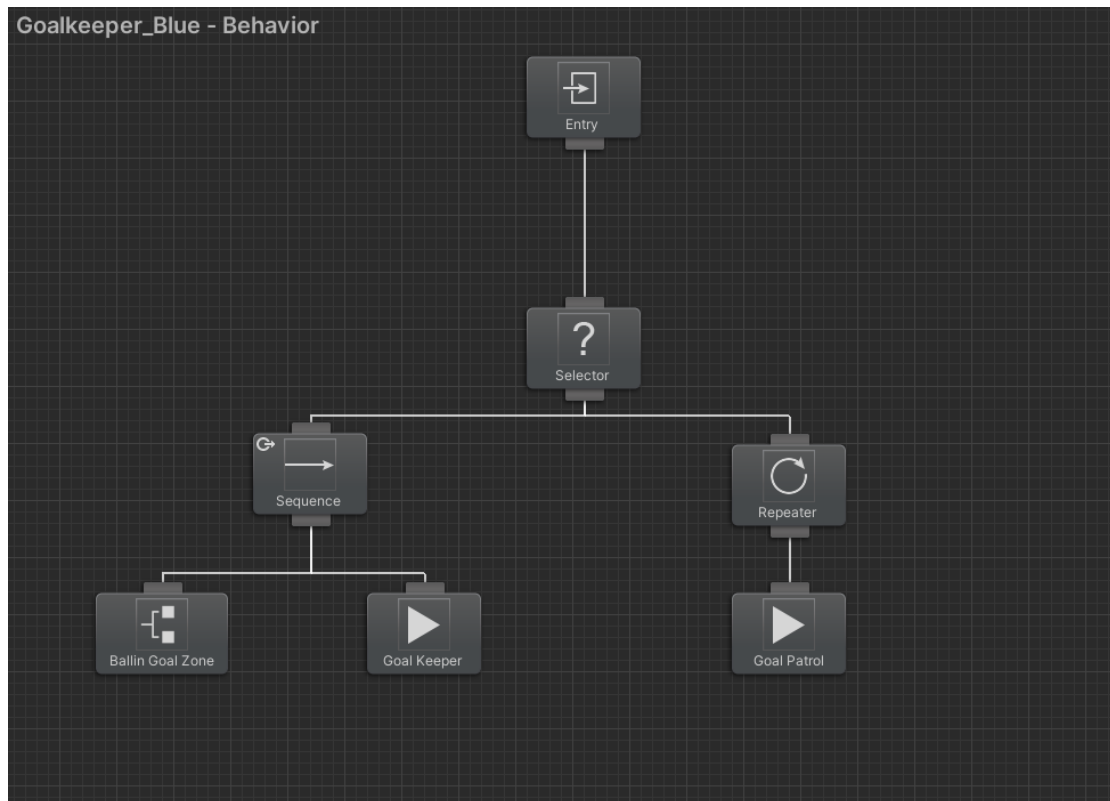 Goalkeeper_Blue - Behavior
Entry
?
Selector
Sequence
Repeater
Ballin Goal Zone
Goal Keeper
Goal Patrol